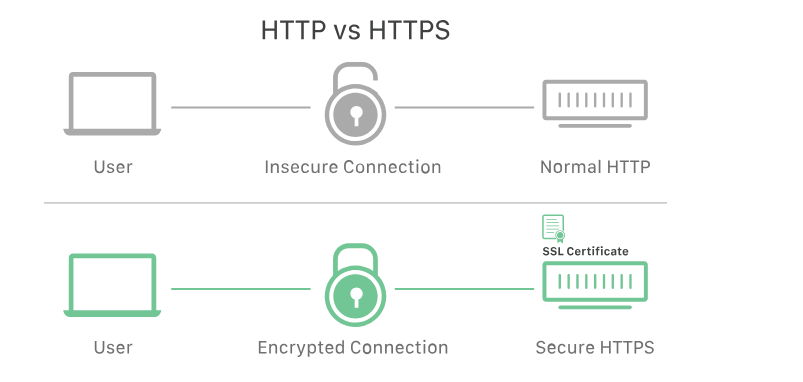 HTTP vs HTTPS
User
Insecure Connection
Normal HTTP
SSL Certificate
User
Encrypted Connection
Secure HTTPS